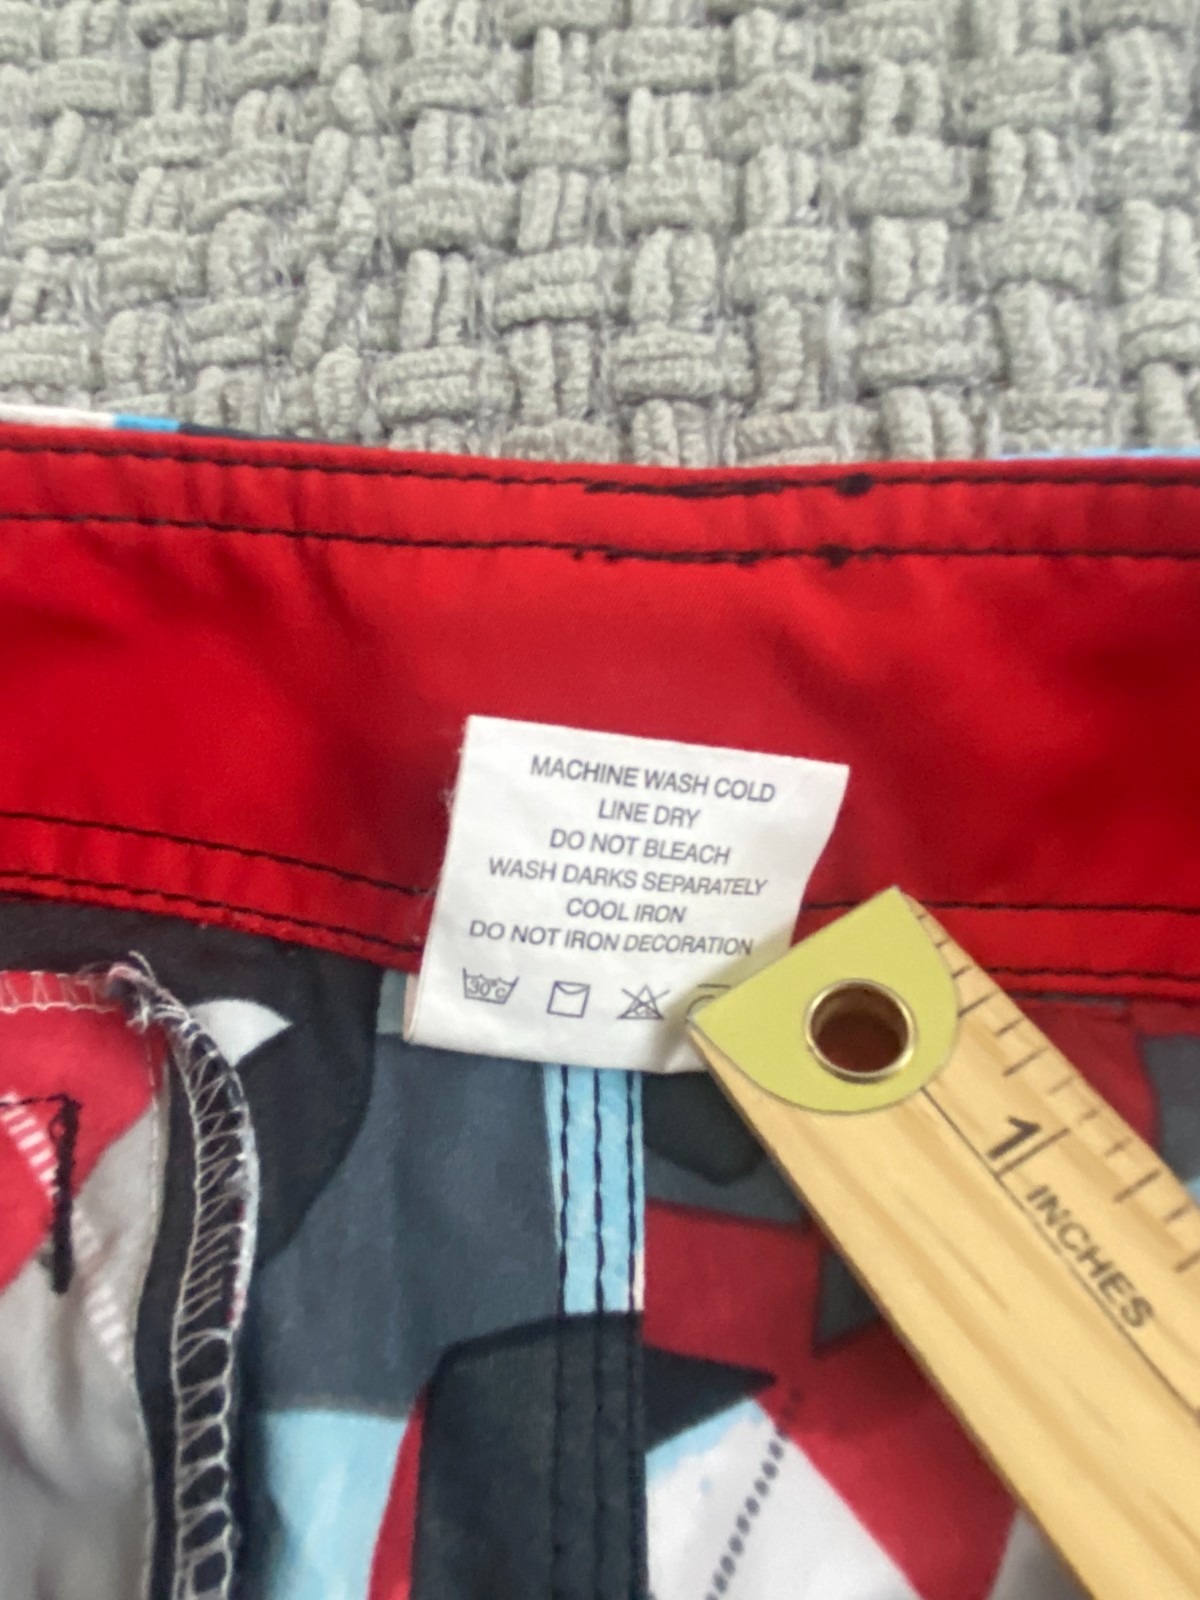 MACHINE WASH COLD
LINE DRY
DO NOT BLEACH
WASH DARKS SEPARATELY
COOL IRON
DO NOT IRON DECORATION
30°C
1
INCHES